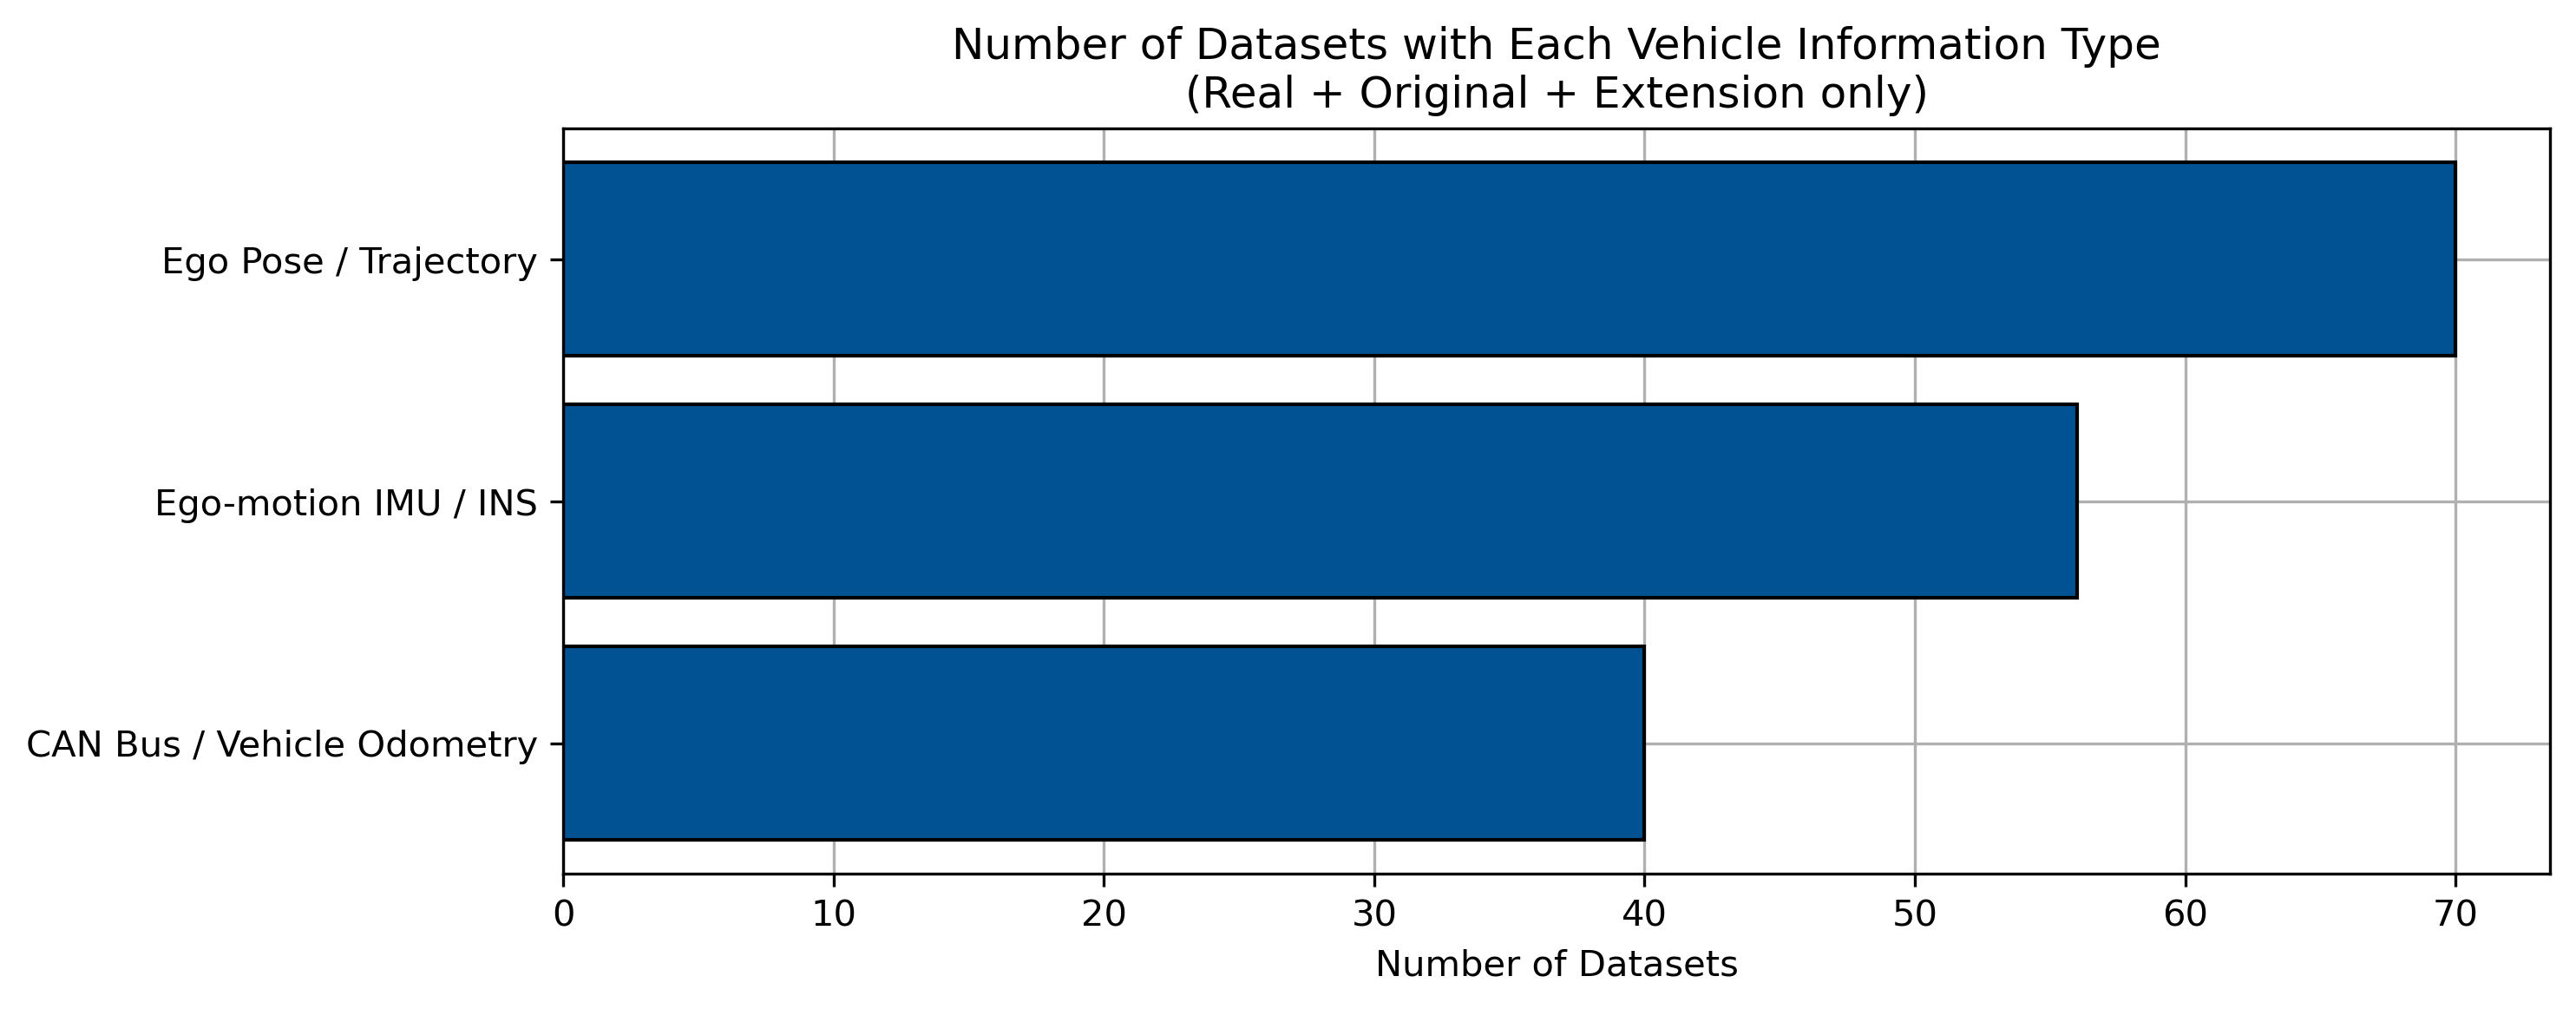 Number of Datasets with Each Vehicle Information Type
(Real + Original + Extension only)
Ego Pose / Trajectory
Ego-motion IMU / INS
CAN Bus / Vehicle Odometry
0 10 20 30 40 50 60 70
Number of Datasets